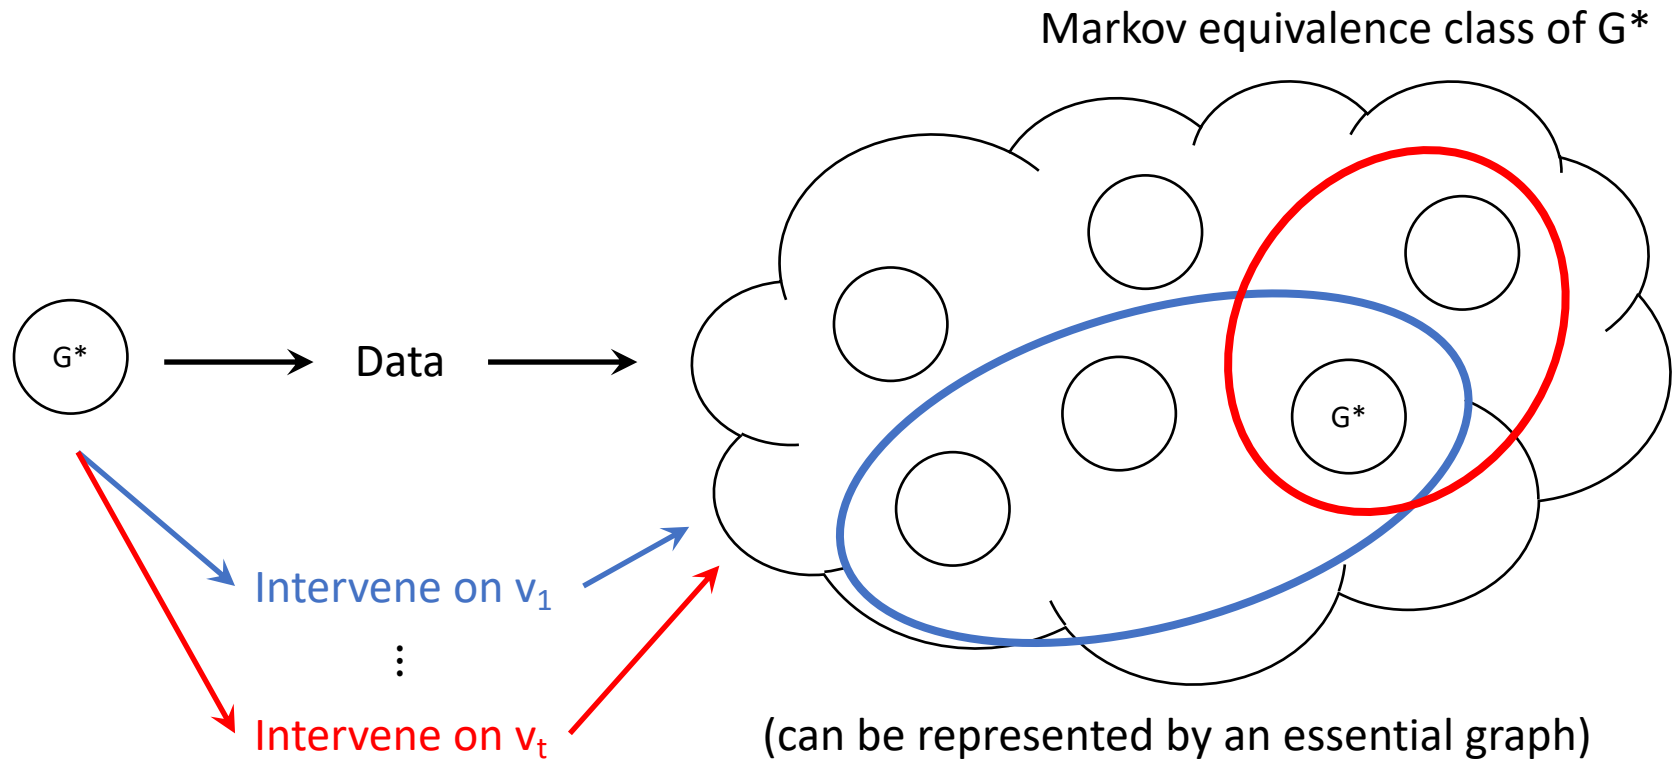 Markov equivalence class of G*
G*
Data
G*
Intervene on v₁
⋮
Intervene on vₜ
(can be represented by an essential graph)